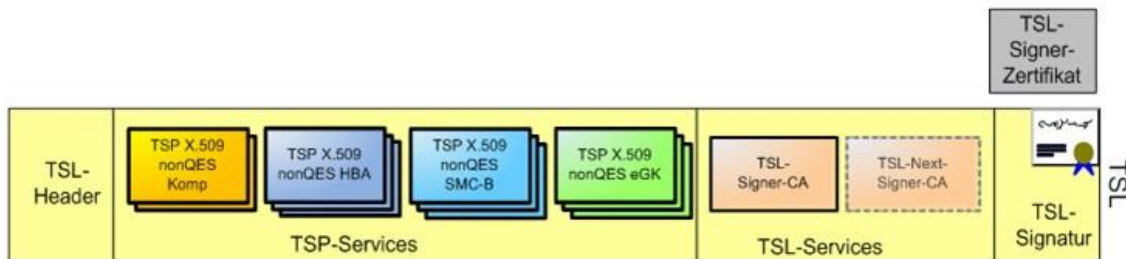 TSL-
Signer-
Zertifikat
TSL-
Header
TSP X.509
nonQES
Komp
TSP X.509
nonQES HBA
TSP X.509
nonQES
SMC-B
TSP X.509
nonQES eGK
TSP-Services
TSL-
Signer-CA
TSL-Next-
Signer-CA
TSL-Services
TSL-
Signatur
TSL